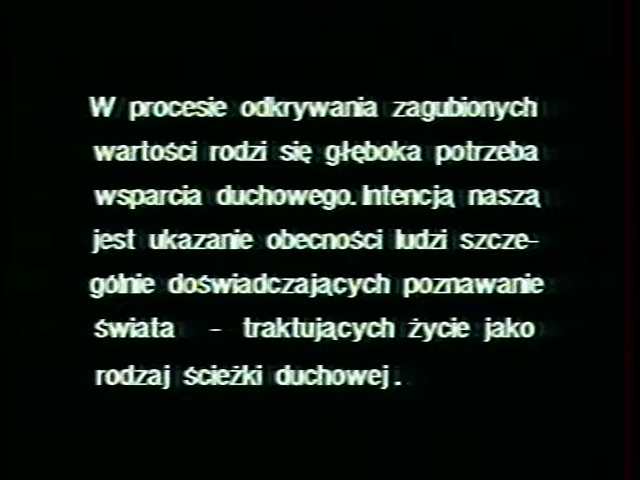 W procesie odkrywania zagubionych
wartości rodzi się głęboka potrzeba
wsparcia duchowego. Intencją naszą
jest ukazanie obecności ludzi szcze-
gólnie doświadczających poznawanie
świata - traktujących życie jako
rodzaj ścieżki duchowej.